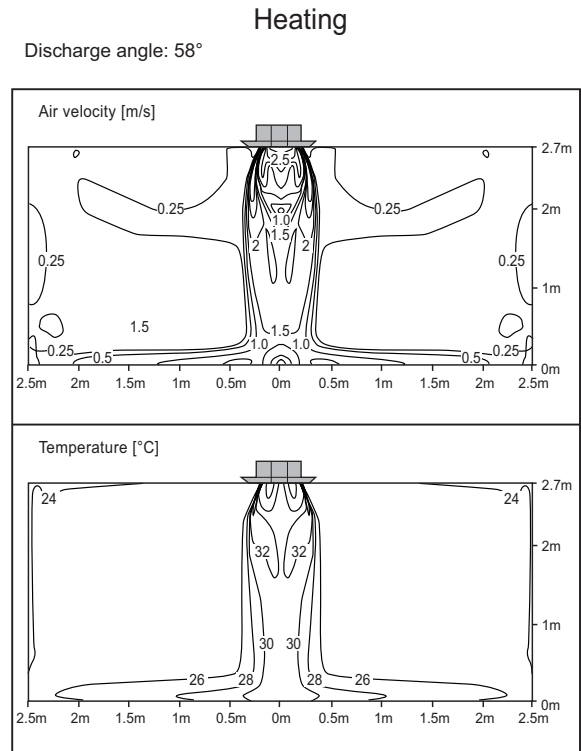 Heating
Discharge angle: 58°
Air velocity [m/s]
2.7m
2.5
0.25 0.25
2m
1.0
1.5
2 2
0.25 0.25
1m
1.5 1.5
1.0 1.0
0.25 0.25
0.5 0.5
0m
2.5m 2m 1.5m 1m 0.5m 0m 0.5m 1m 1.5m 2m 2.5m
Temperature [°C]
2.7m
24 24
32 32
2m
1m
30 30
26 28 28 26
0m
2.5m 2m 1.5m 1m 0.5m 0m 0.5m 1m 1.5m 2m 2.5m